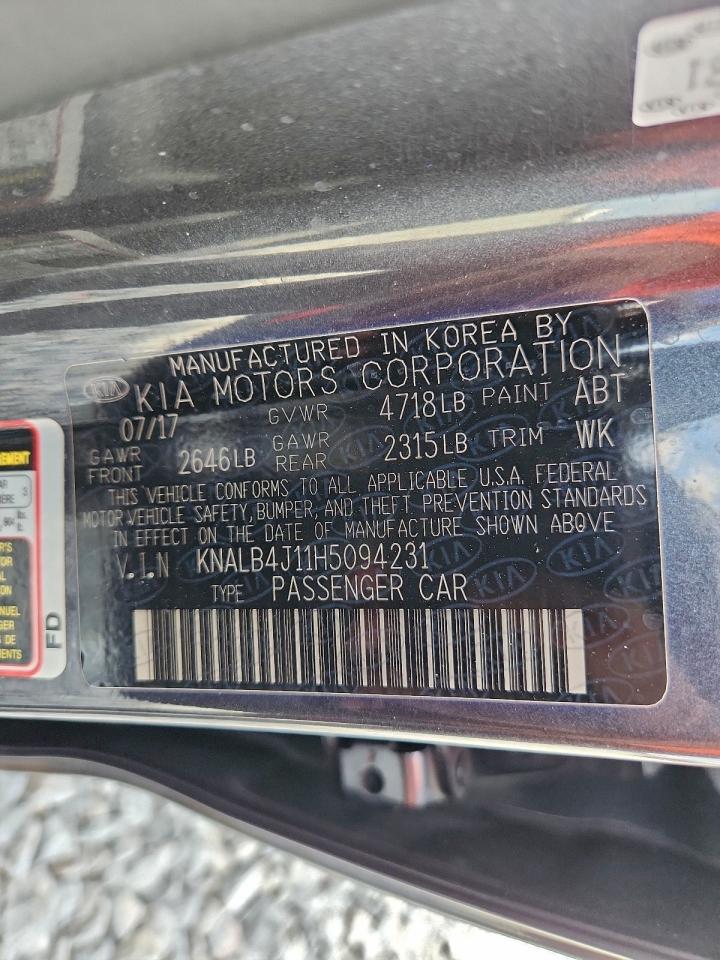 MANUFACTURED IN KOREA BY
KIA KIA MOTORS CORPORATION
07/17 GVWR 4718LB PAINT ABT
GAWR FRONT 2646LB GAWR REAR 2315LB TRIM WK
THIS VEHICLE CONFORMS TO ALL APPLICABLE U.S.A. FEDERAL
MOTOR VEHICLE SAFETY, BUMPER, AND THEFT PREVENTION STANDARDS
IN EFFECT ON THE DATE OF MANUFACTURE SHOWN ABOVE
V.I.N KNALB4J11H5094231
TYPE PASSENGER CAR
FD